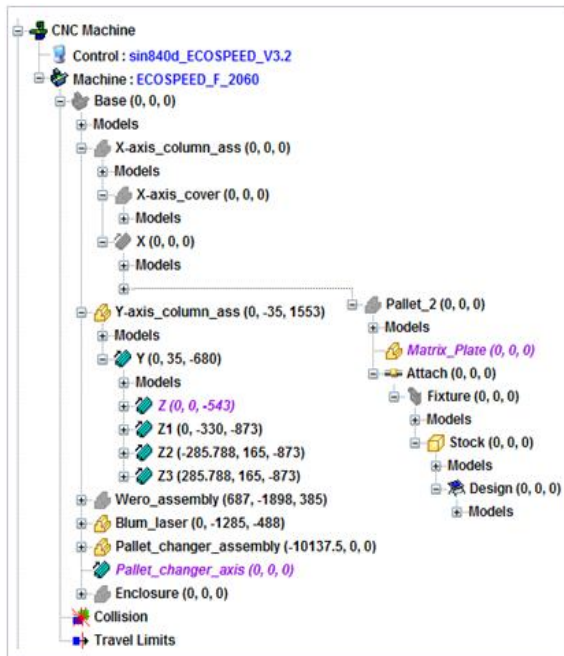 CNC Machine
Control : sin840d_ECOSPEED_V3.2
Machine : ECOSPEED_F_2060
Base (0, 0, 0)
Models
X-axis_column_ass (0, 0, 0)
Models
X-axis_cover (0, 0, 0)
Models
X (0, 0, 0)
Models
Y-axis_column_ass (0, -35, 1553)
Models
Y (0, 35, -680)
Models
Z (0, 0, -543)
Z1 (0, -330, -873)
Z2 (-285.788, 165, -873)
Z3 (285.788, 165, -873)
Wero_assembly (687, -1898, 385)
Blum_laser (0, -1285, -488)
Pallet_changer_assembly (-10137.5, 0, 0)
Pallet_changer_axis (0, 0, 0)
Enclosure (0, 0, 0)
Collision
Travel Limits
Pallet_2 (0, 0, 0)
Models
Matrix_Plate (0, 0, 0)
Attach (0, 0, 0)
Fixture (0, 0, 0)
Models
Stock (0, 0, 0)
Models
Design (0, 0, 0)
Models